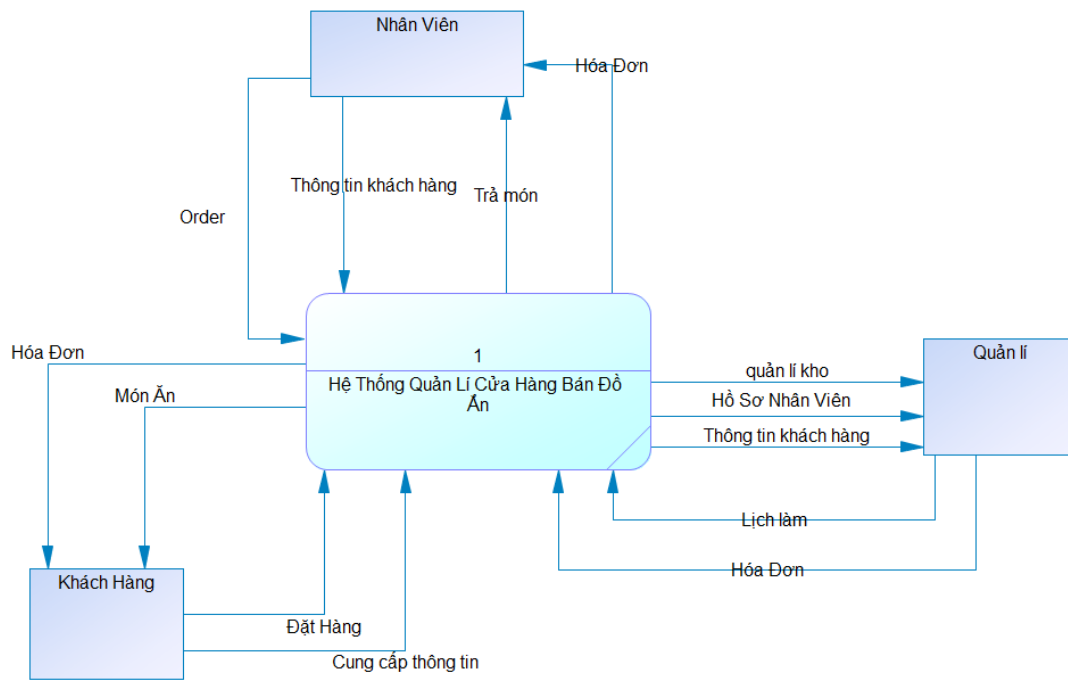 Nhân Viên
Hóa Đơn
Thông tin khách hàng
Trả món
Order
1
Hệ Thống Quản Lí Cửa Hàng Bán Đồ
Ăn
Hóa Đơn
Món Ăn
Quản lí
quản lí kho
Hồ Sơ Nhân Viên
Thông tin khách hàng
Lịch làm
Hóa Đơn
Khách Hàng
Đặt Hàng
Cung cấp thông tin